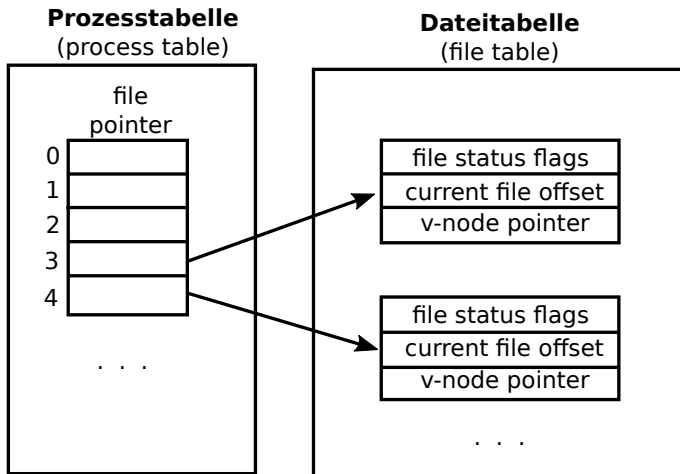 Prozesstabelle
(process table)
file
pointer
0
1
2
3
4
. . .
Dateitabelle
(file table)
file status flags
current file offset
v-node pointer
file status flags
current file offset
v-node pointer
. . .